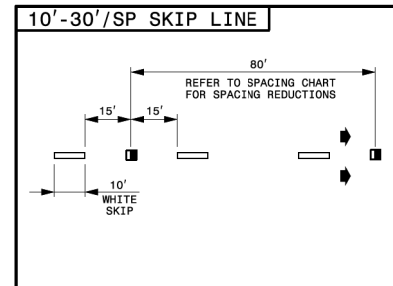 10'-30'/SP SKIP LINE
80'
REFER TO SPACING CHART
FOR SPACING REDUCTIONS
15' 15'
10'
WHITE
SKIP